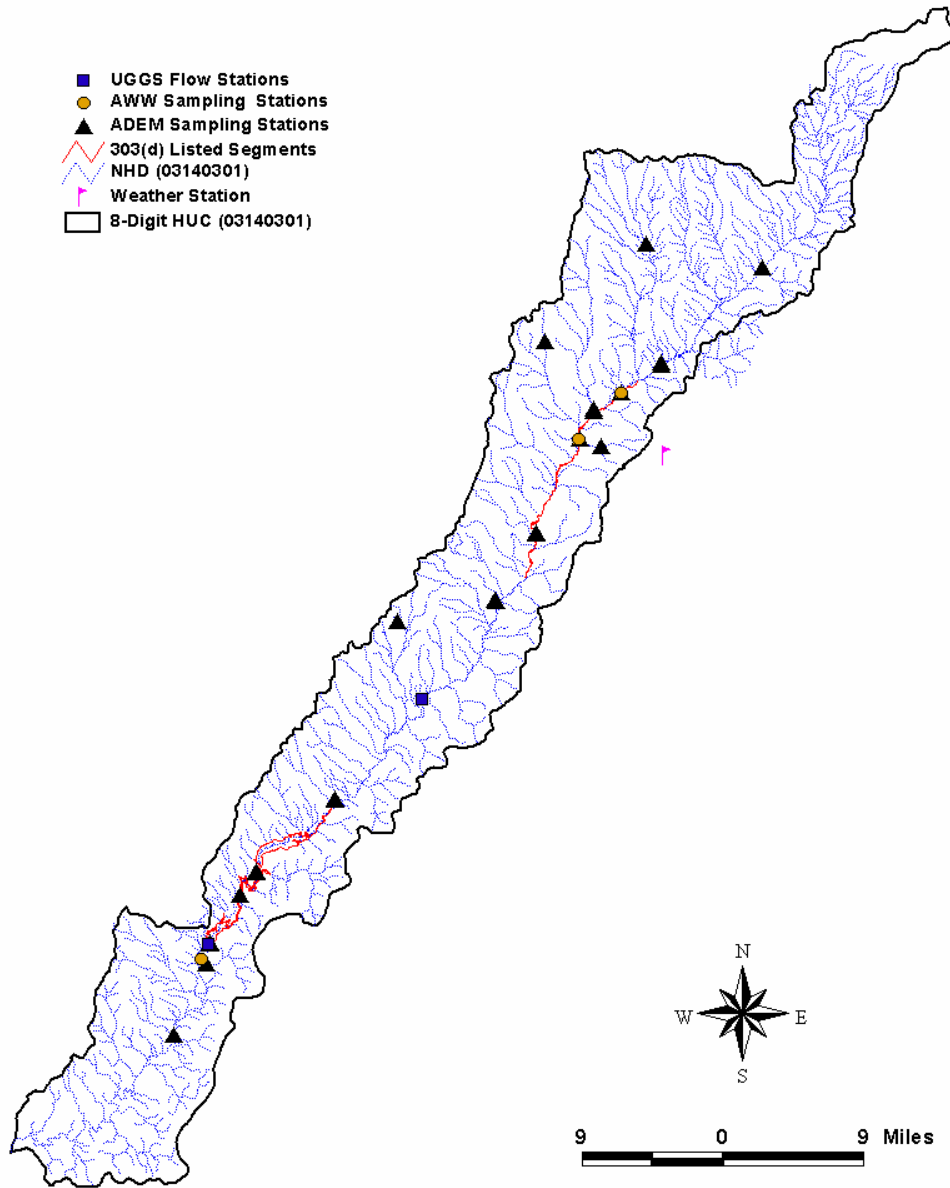 UGGS Flow Stations
AWW Sampling Stations
ADEM Sampling Stations
303(d) Listed Segments
NHD (03140301)
Weather Station
8-Digit HUC (03140301)
N
W E
S
9 0 9 Miles